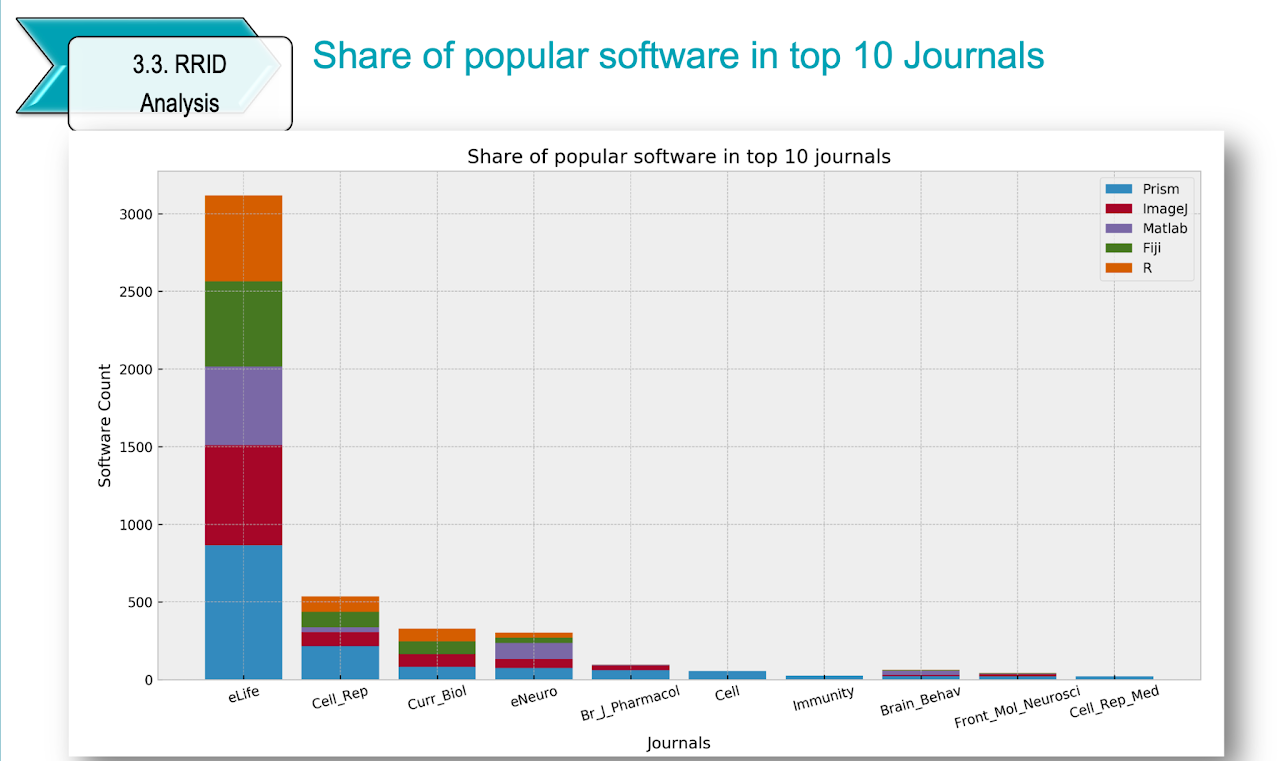 3.3. RRID
Analysis
Share of popular software in top 10 Journals
Share of popular software in top 10 journals
Prism
ImageJ
Matlab
Fiji
R
Software Count
3000
2500
2000
1500
1000
500
0
eLife
Cell_Rep
Curr_Biol
eNeuro
Br_J_Pharmacol
Cell
Immunity
Brain_Behav
Front_Mol_Neurosci
Cell_Rep_Med
Journals